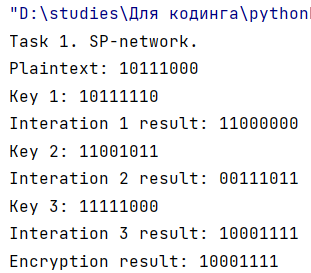 "D:\studies\Для кодинга\python
Task 1. SP-network.
Plaintext: 10111000
Key 1: 10111110
Interation 1 result: 11000000
Key 2: 11001011
Interation 2 result: 00111011
Key 3: 11111000
Interation 3 result: 10001111
Encryption result: 10001111